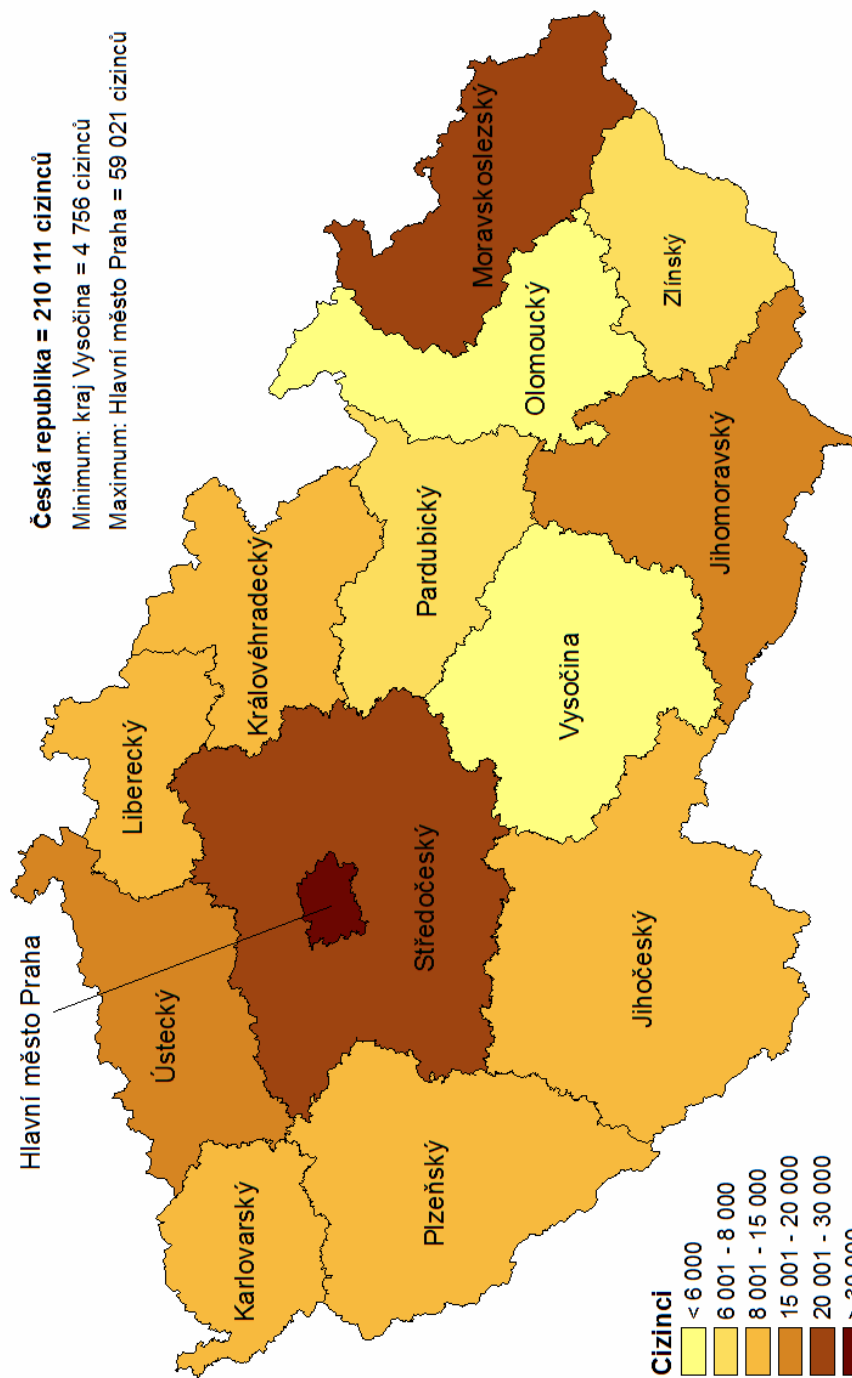 Česká republika = 210 111 cizinců
Minimum: kraj Vysočina = 4 756 cizinců
Maximum: Hlavní město Praha = 59 021 cizinců
Hlavní město Praha
Liberecký
Ústecký
Karlovarský
Královéhradecký
Středočeský
Plzeňský
Pardubický
Moravskoslezský
Olomoucký
Vysočina
Jihočeský
Zlínský
Jihomoravský
Cizinci
< 6 000
6 001 - 8 000
8 001 - 15 000
15 001 - 20 000
20 001 - 30 000
> 30 000